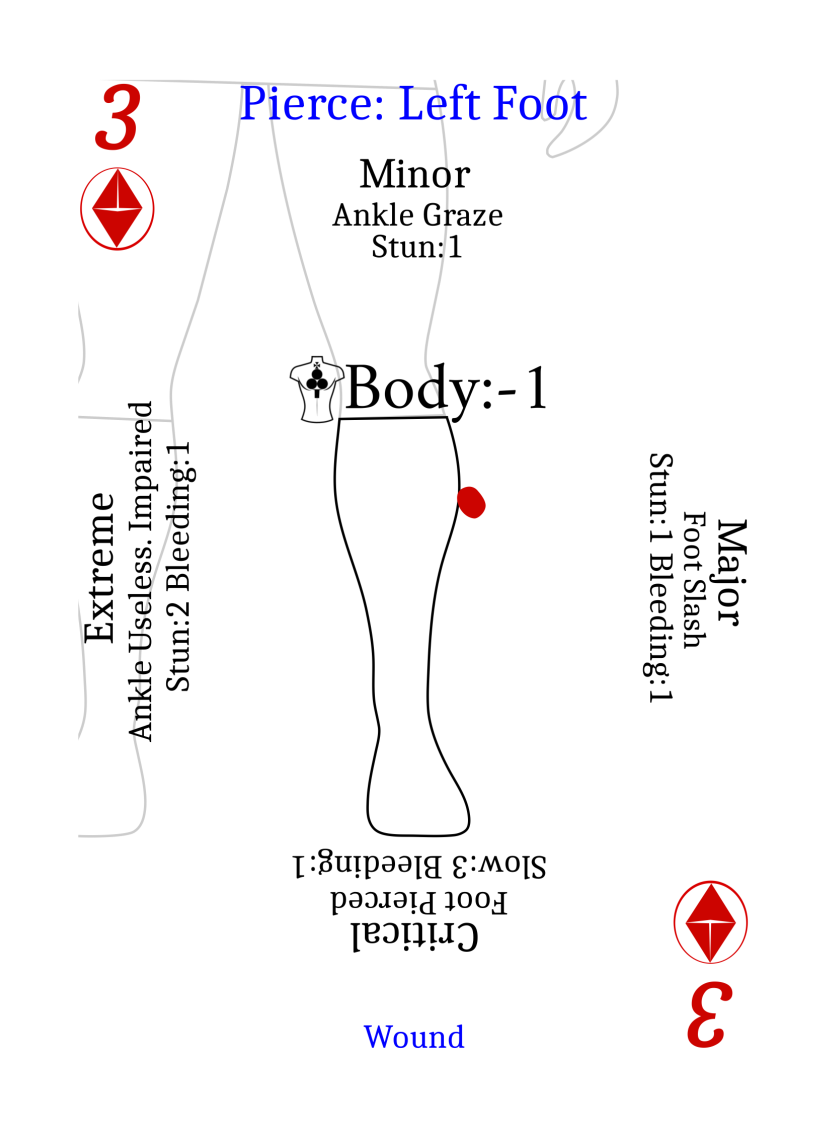 3
Pierce: Left Foot
Minor
Ankle Graze
Stun:1
Body:-1
Extreme
Ankle Useless. Impaired
Stun:2 Bleeding:1
Major
Foot Slash
Stun:1 Bleeding:1
Critical
Foot Pierced
Slow:3 Bleeding:1
Wound
3